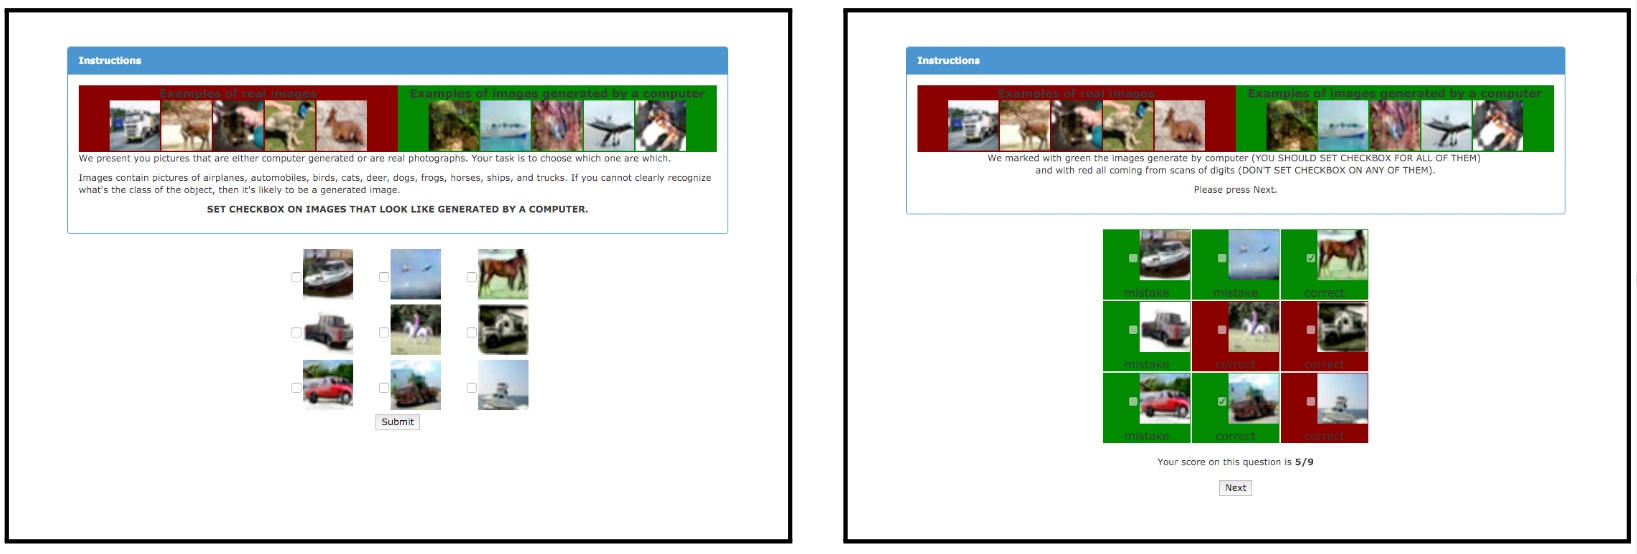 Instructions
Examples of real images
Examples of images generated by a computer
We present you pictures that are either computer generated or are real photographs. Your task is to choose which one are which.
Images contain pictures of airplanes, automobiles, birds, cats, deer, dogs, frogs, horses, ships, and trucks. If you cannot clearly recognize
what's the class of the object, then it's likely to be a generated image.
SET CHECKBOX ON IMAGES THAT LOOK LIKE GENERATED BY A COMPUTER.
Submit
Instructions
Examples of real images
Examples of images generated by a computer
We marked with green the images generate by computer (YOU SHOULD SET CHECKBOX FOR ALL OF THEM)
and with red all coming from scans of digits (DON'T SET CHECKBOX ON ANY OF THEM).
Please press Next.
mistake
mistake
correct
mistake
correct
correct
mistake
correct
correct
Your score on this question is 5/9
Next